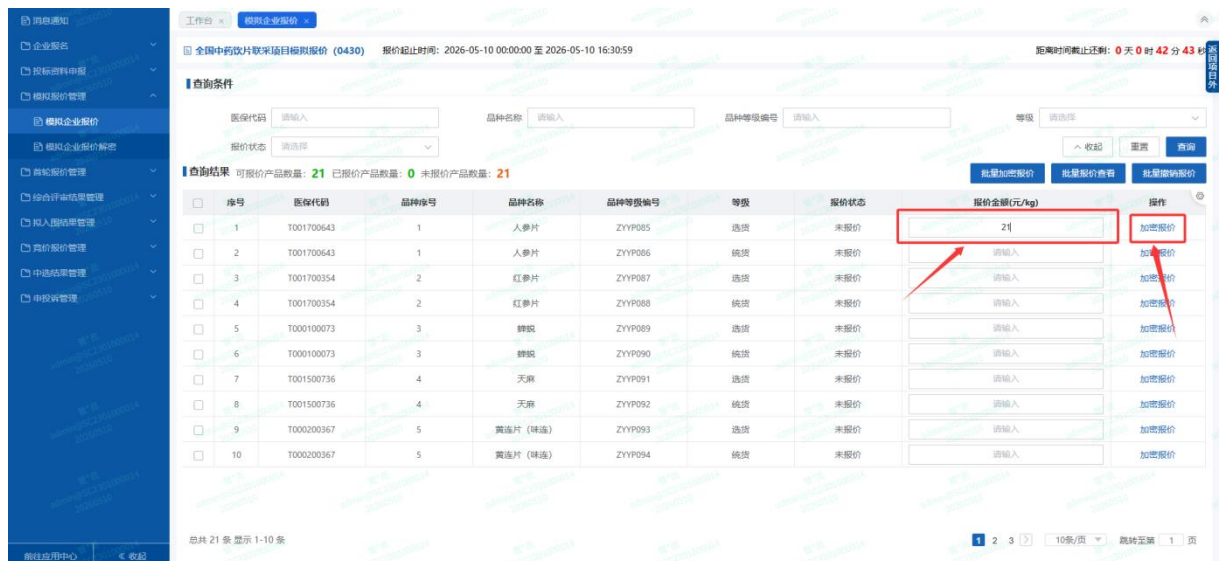 消息通知
企业报名
投标资料申报
模拟报价管理
模拟企业报价
模拟企业报价解密
首轮报价管理
综合评审结果管理
拟入围结果管理
竞价报价管理
中选结果管理
申投诉管理
前往应用中心 《 收起
工作台 × 模拟企业报价 ×
全国中药饮片联采项目模拟报价（0430） 报价起止时间：2026-05-10 00:00:00 至 2026-05-10 16:30:59 距离时间截止还剩：0 天 0 时 42 分 43 秒
返回项目外
查询条件
医保代码 请输入 品种名称 请输入 品种等级编号 请输入 等级 请选择
报价状态 请选择 收起 重置 查询
查询结果 可报价产品数量：21 已报价产品数量：0 未报价产品数量：21 批量加密报价 批量报价查看 批量撤销报价
序号 医保代码 品种序号 品种名称 品种等级编号 等级 报价状态 报价金额(元/kg) 操作
1 T001700643 1 人参片 ZYYP085 选货 未报价 21 加密报价
2 T001700643 1 人参片 ZYYP086 统货 未报价 请输入 加密报价
3 T001700354 2 红参片 ZYYP087 选货 未报价 请输入 加密报价
4 T001700354 2 红参片 ZYYP088 统货 未报价 请输入 加密报价
5 T000100073 3 蝉蜕 ZYYP089 选货 未报价 请输入 加密报价
6 T000100073 3 蝉蜕 ZYYP090 统货 未报价 请输入 加密报价
7 T001500736 4 天麻 ZYYP091 选货 未报价 请输入 加密报价
8 T001500736 4 天麻 ZYYP092 统货 未报价 请输入 加密报价
9 T000200367 5 黄连片（味连） ZYYP093 选货 未报价 请输入 加密报价
10 T000200367 5 黄连片（味连） ZYYP094 统货 未报价 请输入 加密报价
总共 21 条 显示 1-10 条 1 2 3 10条/页 跳转至第 1 页